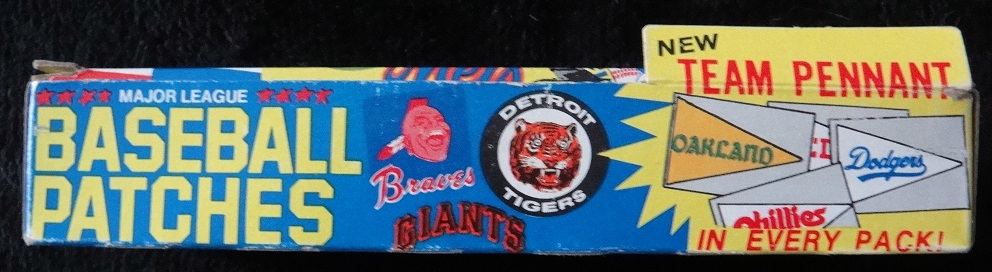 NEW
TEAM PENNANT
★★★★ MAJOR LEAGUE ★★★★
BASEBALL
PATCHES
Braves
GIANTS
DETROIT
TIGERS
OAKLAND
Dodgers
Phillies
IN EVERY PACK!